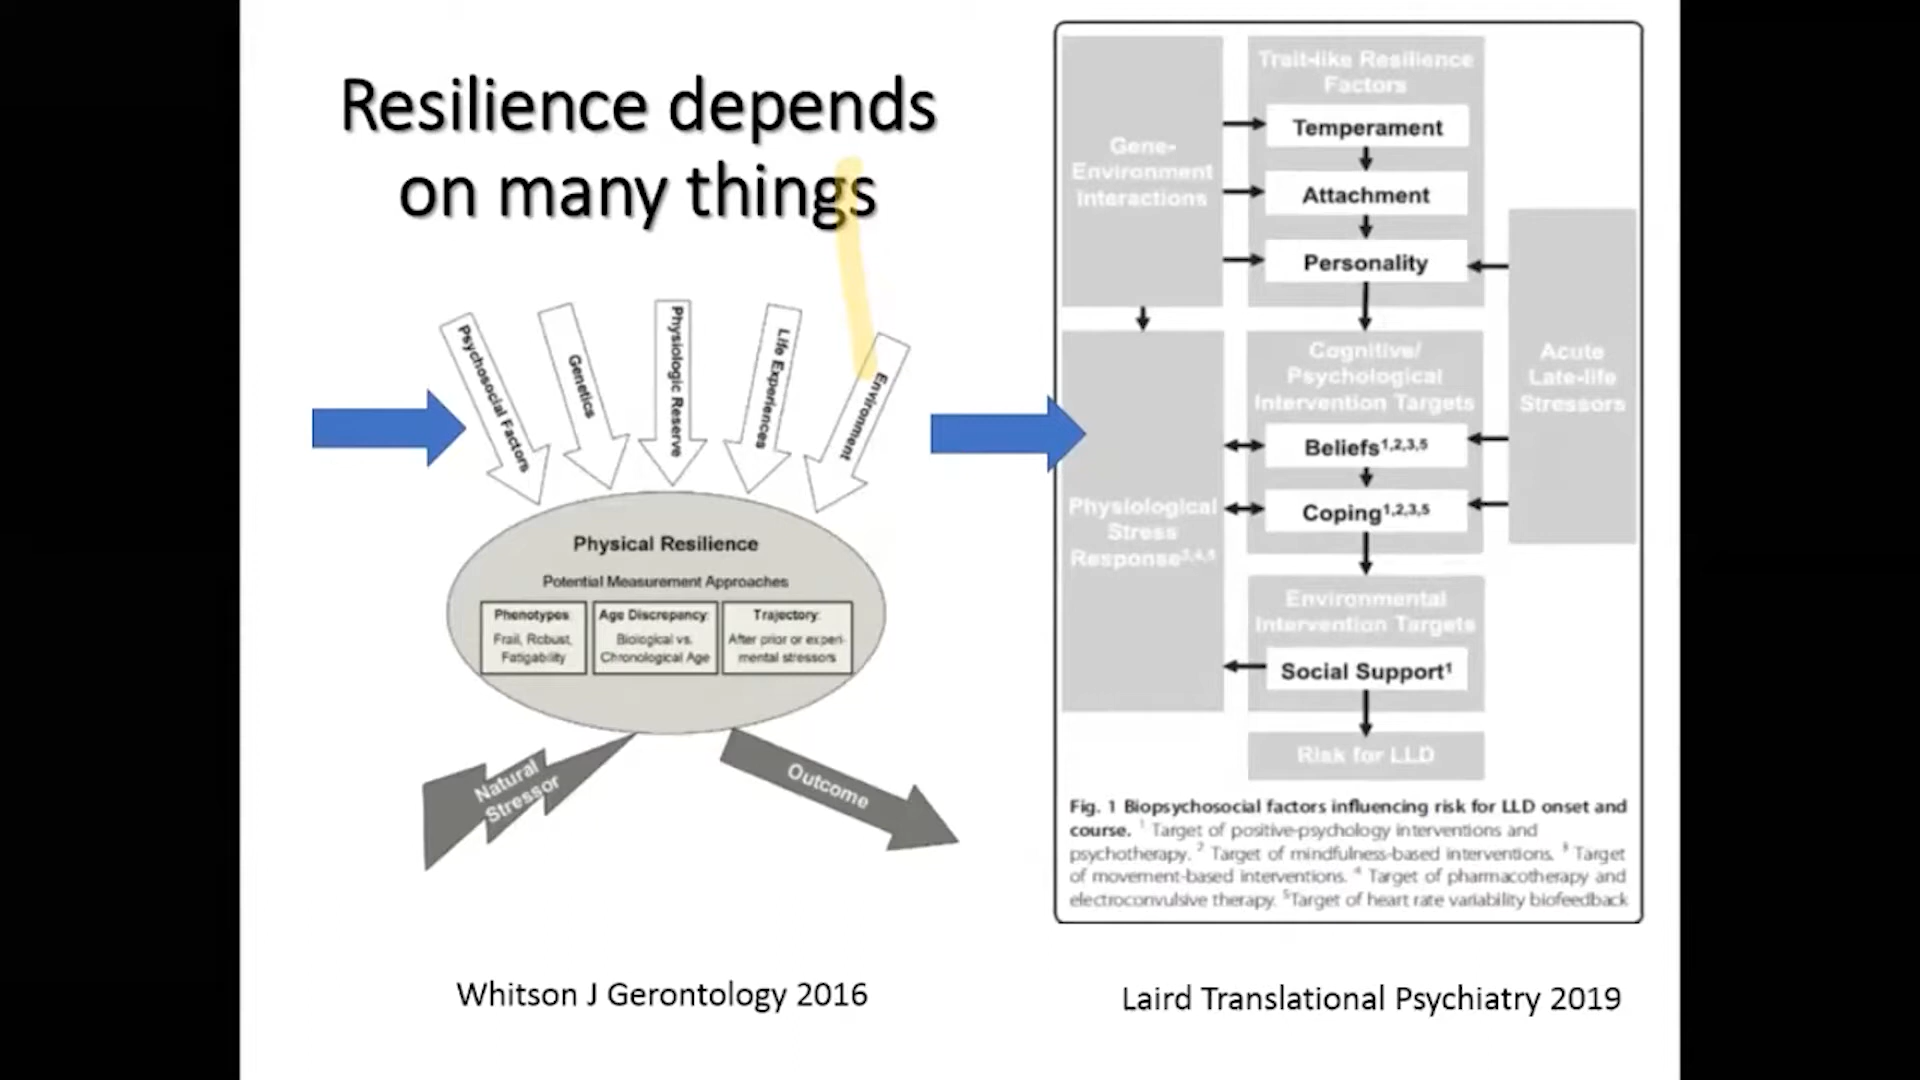 Resilience depends
on many things
Psychosocial Factors
Genetics
Physiologic Reserve
Life Experiences
Environment
Physical Resilience
Potential Measurement Approaches
Phenotypes:
Frail, Robust,
Fatigability
Age Discrepancy:
Biological vs.
Chronological Age
Trajectory:
After prior or experi-
mental stressors
Natural
Stressor
Outcome
Whitson J Gerontology 2016
Gene-
Environment
Interactions
Trait-like Resilience
Factors
Temperament
Attachment
Personality
Acute
Late-life
Stressors
Cognitive/
Psychological
Intervention Targets
Beliefs1,2,3,5
Coping1,2,3,5
Physiological
Stress
Response3,4,5
Environmental
Intervention Targets
Social Support1
Risk for LLD
Fig. 1 Biopsychosocial factors influencing risk for LLD onset and
course. 1 Target of positive-psychology interventions and
psychotherapy. 2 Target of mindfulness-based interventions. 3 Target
of movement-based interventions. 4 Target of pharmacotherapy and
electroconvulsive therapy. 5Target of heart rate variability biofeedback
Laird Translational Psychiatry 2019